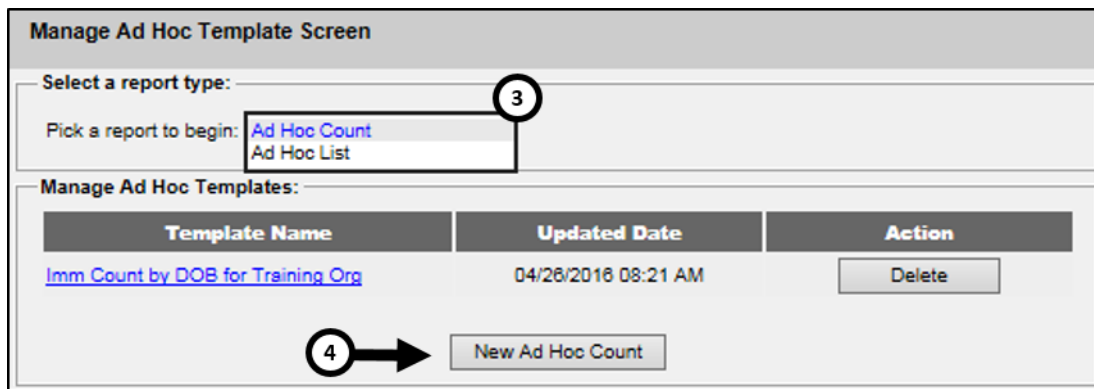 Manage Ad Hoc Template Screen
Select a report type:
3
Pick a report to begin: Ad Hoc Count
Ad Hoc List
Manage Ad Hoc Templates:
Template Name Updated Date Action
Imm Count by DOB for Training Org 04/26/2016 08:21 AM Delete
4 New Ad Hoc Count